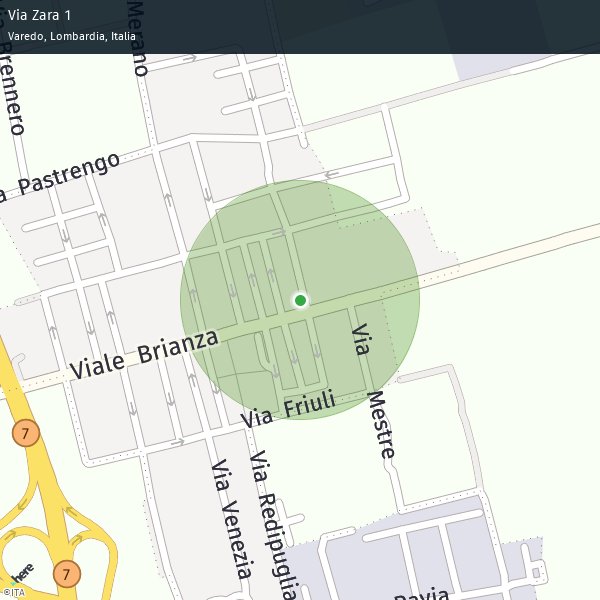 Via Zara 1
Varedo, Lombardia, Italia
Merano
Brennero
Pastrengo
Viale Brianza
Via Mestre
Via Friuli
7
Via Venezia
Via Redipuglia
7
here
©ITA
Pavia